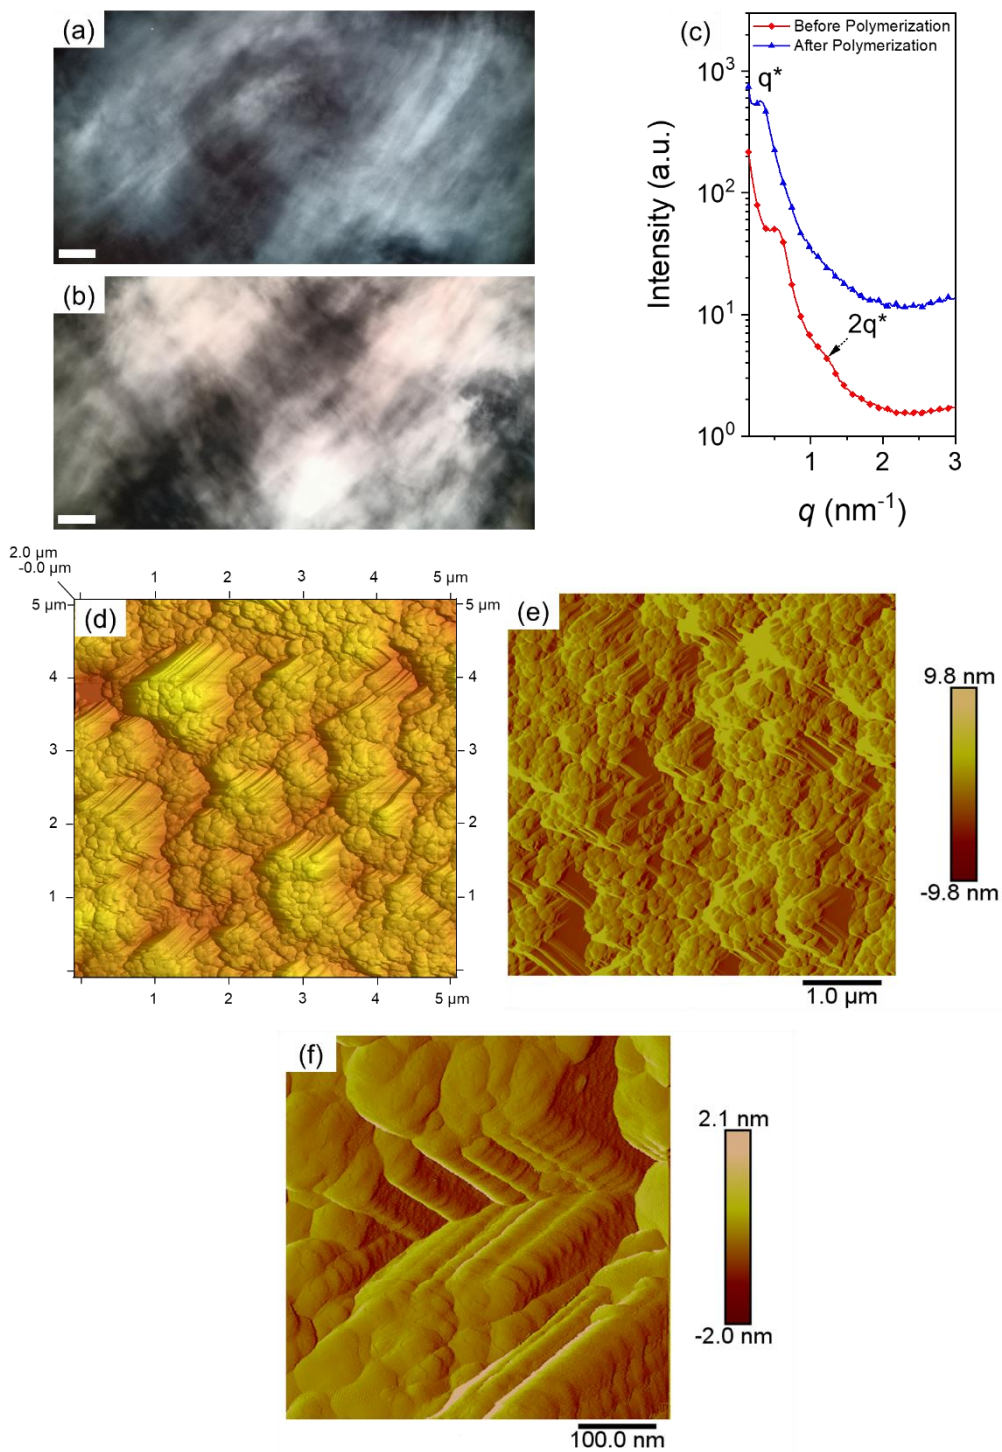 (a)
(b)
(c)
Before Polymerization
After Polymerization
q*
2q*
Intensity (a.u.)
10³
10²
10¹
10⁰
1 2 3
q (nm⁻¹)
2.0 µm
-0.0 µm
1 2 3 4 5 µm
5 µm
(d)
5 µm
4
4
3
3
2
2
1
1
1 2 3 4 5 µm
(e)
9.8 nm
-9.8 nm
1.0 µm
(f)
2.1 nm
-2.0 nm
100.0 nm